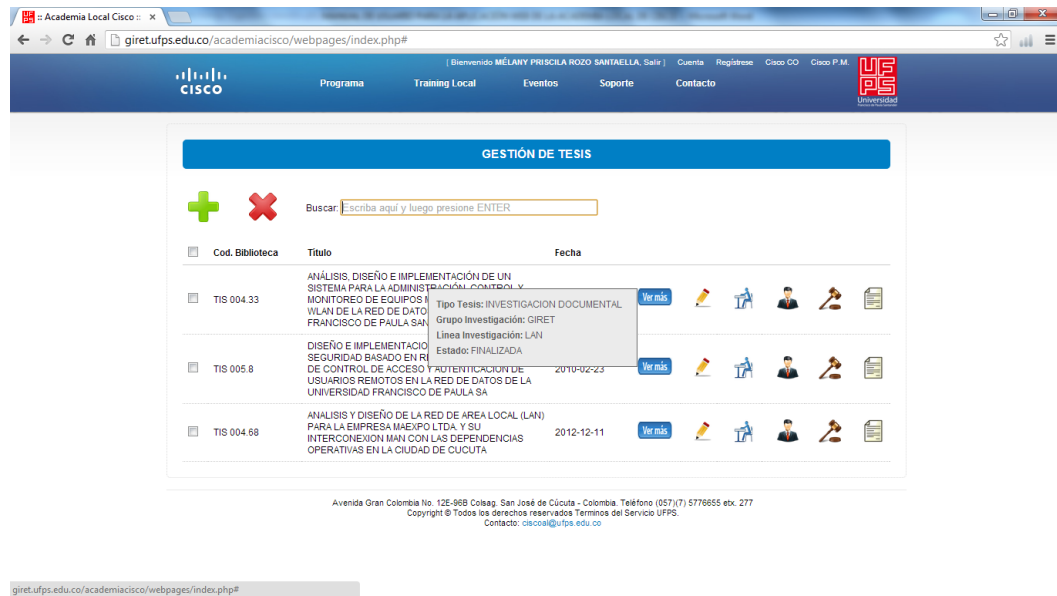 :: Academia Local Cisco ::
giret.ufps.edu.co/academiacisco/webpages/index.php#
[ Bienvenido MÉLANY PRISCILA ROZO SANTAELLA, Salir ] Cuenta Regístrese Cisco CO Cisco P.M.
CISCO
Programa Training Local Eventos Soporte Contacto
UFPS
Universidad
GESTIÓN DE TESIS
Buscar: Escriba aquí y luego presione ENTER
Cod. Biblioteca Título Fecha
ANÁLISIS, DISEÑO E IMPLEMENTACIÓN DE UN
SISTEMA PARA LA ADMINISTRACIÓN, CONTROL Y
TIS 004.33 MONITOREO DE EQUIPOS Ver más
WLAN DE LA RED DE DATO
FRANCISCO DE PAULA SAN
Tipo Tesis: INVESTIGACION DOCUMENTAL
Grupo Investigación: GIRET
Línea Investigación: LAN
Estado: FINALIZADA
DISEÑO E IMPLEMENTACIO
SEGURIDAD BASADO EN
TIS 005.8 DE CONTROL DE ACCESO Y AUTENTICACION DE 2010-02-23 Ver más
USUARIOS REMOTOS EN LA RED DE DATOS DE LA
UNIVERSIDAD FRANCISCO DE PAULA SA
ANALISIS Y DISEÑO DE LA RED DE AREA LOCAL (LAN)
PARA LA EMPRESA MAEXPO LTDA. Y SU
TIS 004.68 INTERCONEXION MAN CON LAS DEPENDENCIAS 2012-12-11 Ver más
OPERATIVAS EN LA CIUDAD DE CUCUTA
Avenida Gran Colombia No. 12E-96B Colsag. San José de Cúcuta - Colombia. Teléfono (057)(7) 5776655 etx. 277
Copyright © Todos los derechos reservados Terminos del Servicio UFPS.
Contacto: ciscoal@ufps.edu.co
giret.ufps.edu.co/academiacisco/webpages/index.php#